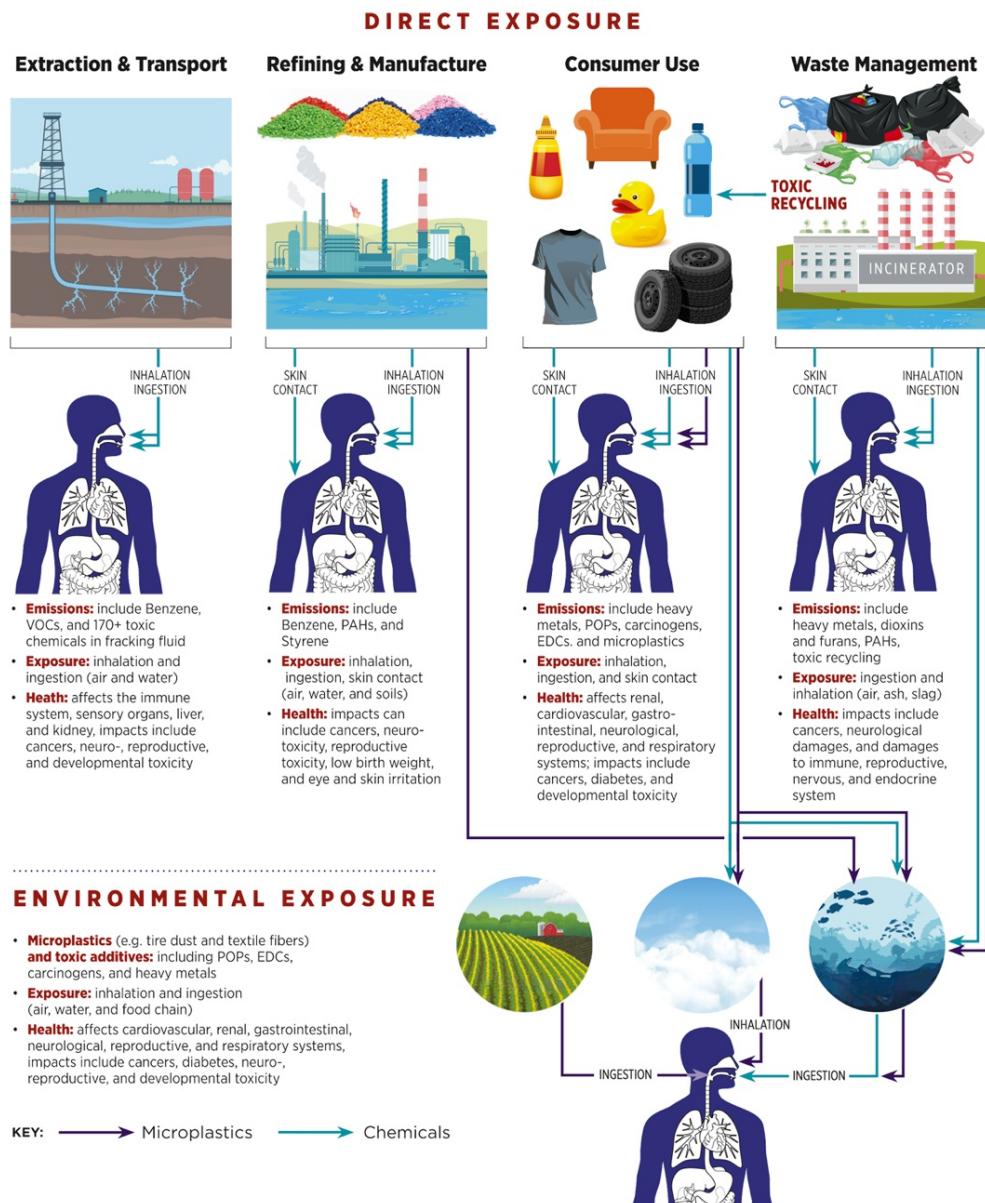 DIRECT EXPOSURE
Extraction & Transport
Refining & Manufacture
Consumer Use
Waste Management
TOXIC
RECYCLING
INCINERATOR
INHALATION
INGESTION
SKIN
CONTACT
INHALATION
INGESTION
SKIN
CONTACT
INHALATION
INGESTION
SKIN
CONTACT
INHALATION
INGESTION
• Emissions: include Benzene,
VOCs, and 170+ toxic
chemicals in fracking fluid
• Exposure: inhalation and
ingestion (air and water)
• Heath: affects the immune
system, sensory organs, liver,
and kidney, impacts include
cancers, neuro-, reproductive,
and developmental toxicity
• Emissions: include
Benzene, PAHs, and
Styrene
• Exposure: inhalation,
ingestion, skin contact
(air, water, and soils)
• Health: impacts can
include cancers, neuro-
toxicity, reproductive
toxicity, low birth weight,
and eye and skin irritation
• Emissions: include heavy
metals, POPs, carcinogens,
EDCs. and microplastics
• Exposure: inhalation,
ingestion, and skin contact
• Health: affects renal,
cardiovascular, gastro-
intestinal, neurological,
reproductive, and respiratory
systems; impacts include
cancers, diabetes, and
developmental toxicity
• Emissions: include
heavy metals, dioxins
and furans, PAHs,
toxic recycling
• Exposure: ingestion and
inhalation (air, ash, slag)
• Health: impacts include
cancers, neurological
damages, and damages
to immune, reproductive,
nervous, and endocrine
system
ENVIRONMENTAL EXPOSURE
• Microplastics (e.g. tire dust and textile fibers)
and toxic additives: including POPs, EDCs,
carcinogens, and heavy metals
• Exposure: inhalation and ingestion
(air, water, and food chain)
• Health: affects cardiovascular, renal, gastrointestinal,
neurological, reproductive, and respiratory systems,
impacts include cancers, diabetes, neuro-,
reproductive, and developmental toxicity
INHALATION
INGESTION
INGESTION
KEY:
Microplastics
Chemicals